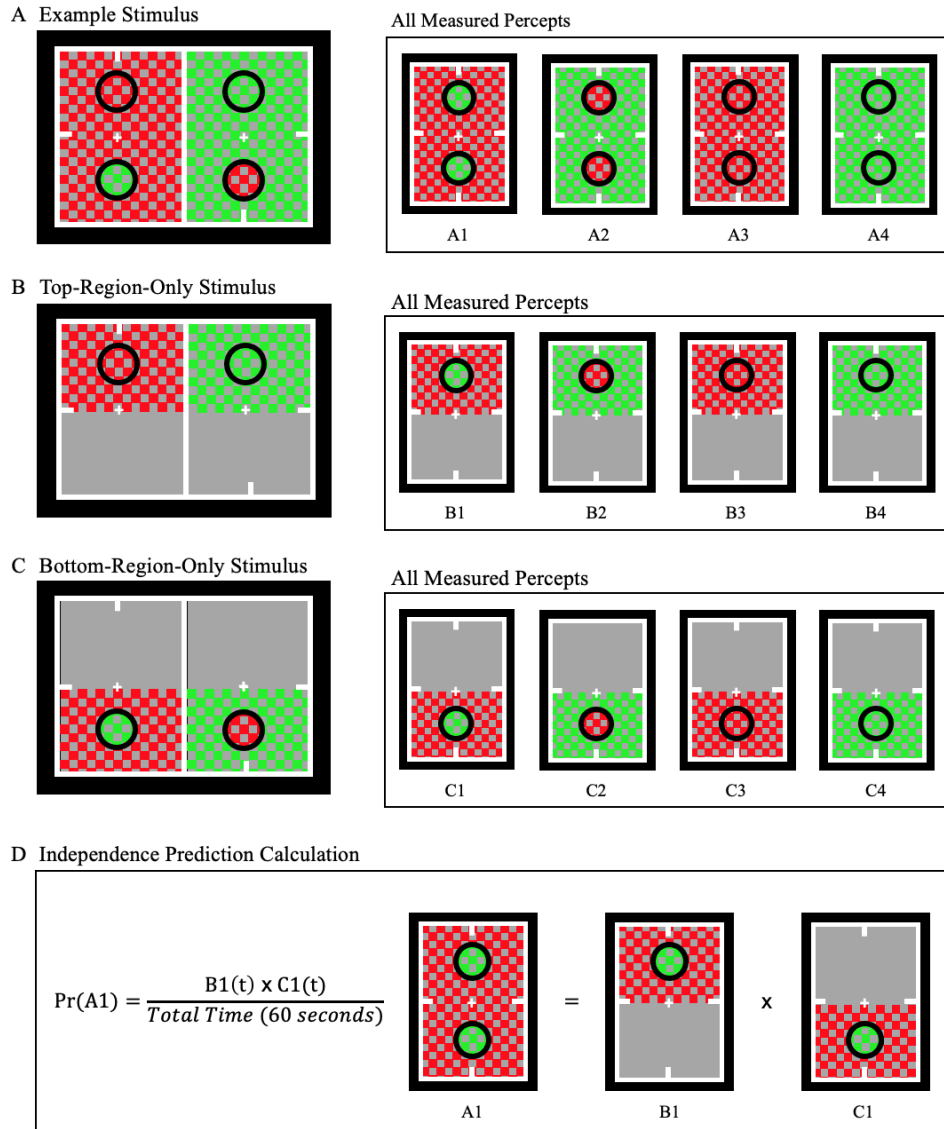 A Example Stimulus
All Measured Percepts
A1 A2 A3 A4
B Top-Region-Only Stimulus
All Measured Percepts
B1 B2 B3 B4
C Bottom-Region-Only Stimulus
All Measured Percepts
C1 C2 C3 C4
D Independence Prediction Calculation
Pr(A1) = B1(t) x C1(t)
Total Time (60 seconds)
= x
A1 B1 C1